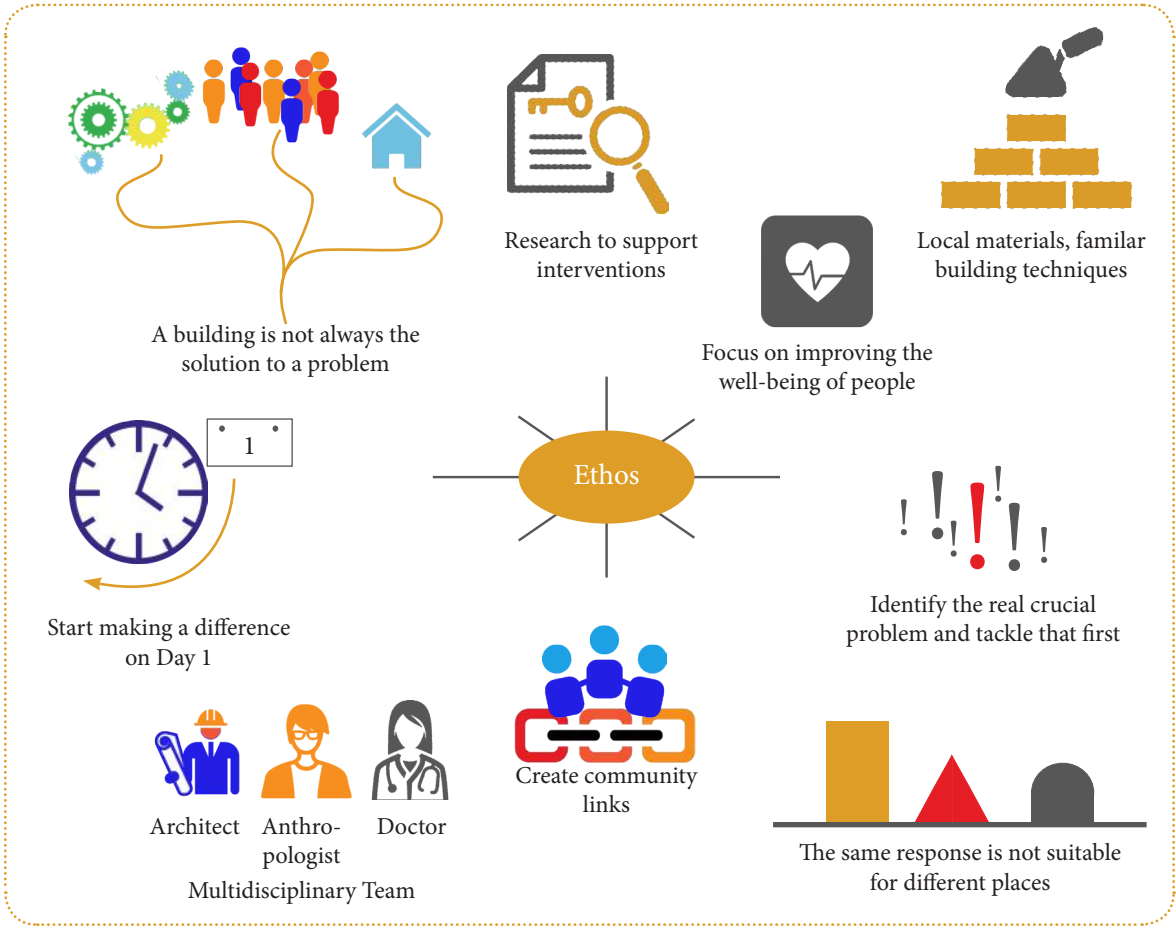 A building is not always the
solution to a problem
Research to support
interventions
Local materials, familar
building techniques
Focus on improving the
well-being of people
1
Start making a difference
on Day 1
Ethos
Identify the real crucial
problem and tackle that first
Architect
Anthro-
pologist
Doctor
Multidisciplinary Team
Create community
links
The same response is not suitable
for different places